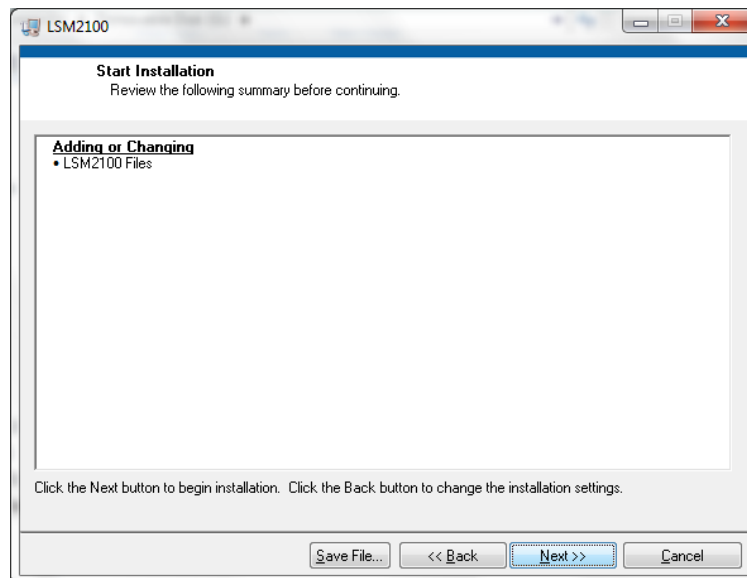 LSM2100
Start Installation
Review the following summary before continuing.
Adding or Changing
• LSM2100 Files
Click the Next button to begin installation. Click the Back button to change the installation settings.
Save File... << Back Next >> Cancel